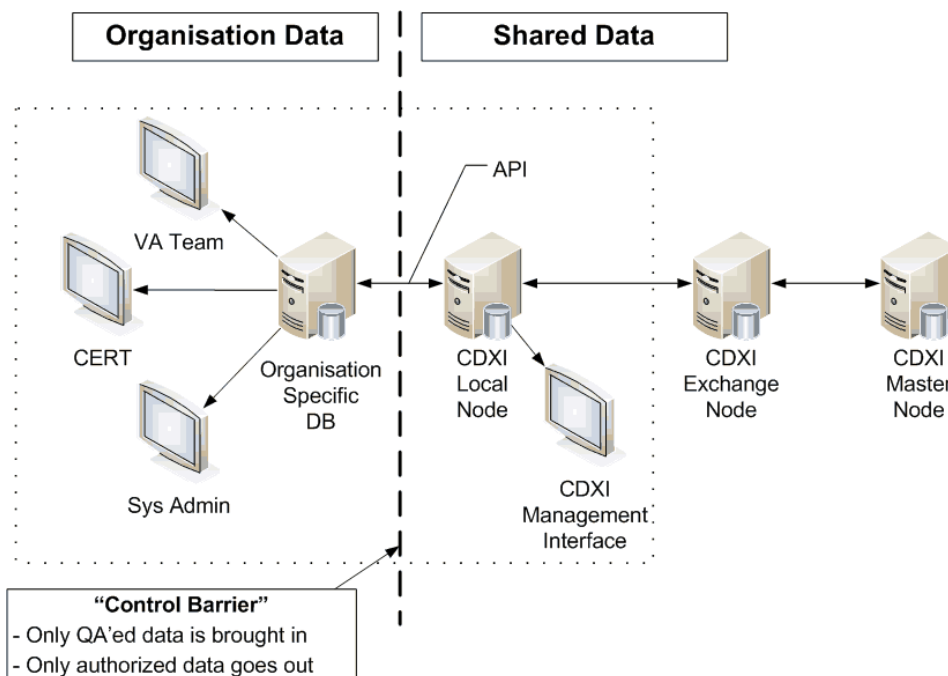 Organisation Data
Shared Data
API
VA Team
CERT
Organisation
Specific
DB
CDXI
Local
Node
CDXI
Exchange
Node
CDXI
Master
Node
Sys Admin
CDXI
Management
Interface
“Control Barrier”
- Only QA'ed data is brought in
- Only authorized data goes out